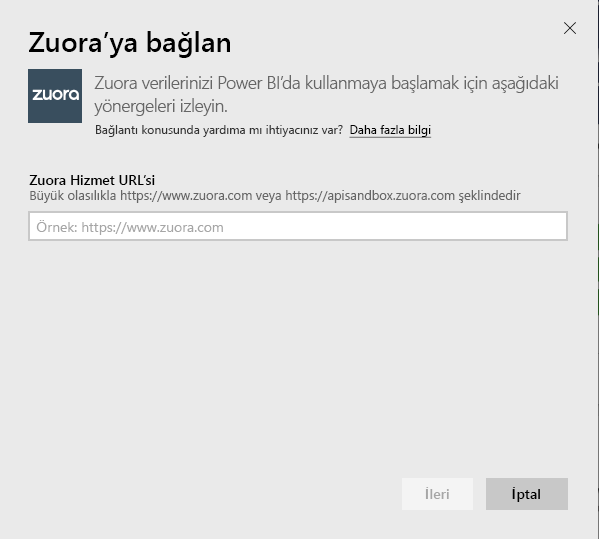 Zuora’ya bağlan
zuora
Zuora verilerinizi Power BI’da kullanmaya başlamak için aşağıdaki
yönergeleri izleyin.
Bağlantı konusunda yardıma mı ihtiyacınız var? Daha fazla bilgi
Zuora Hizmet URL’si
Büyük olasılıkla https://www.zuora.com veya https://apisandbox.zuora.com şeklindedir
Örnek: https://www.zuora.com
İleri
İptal